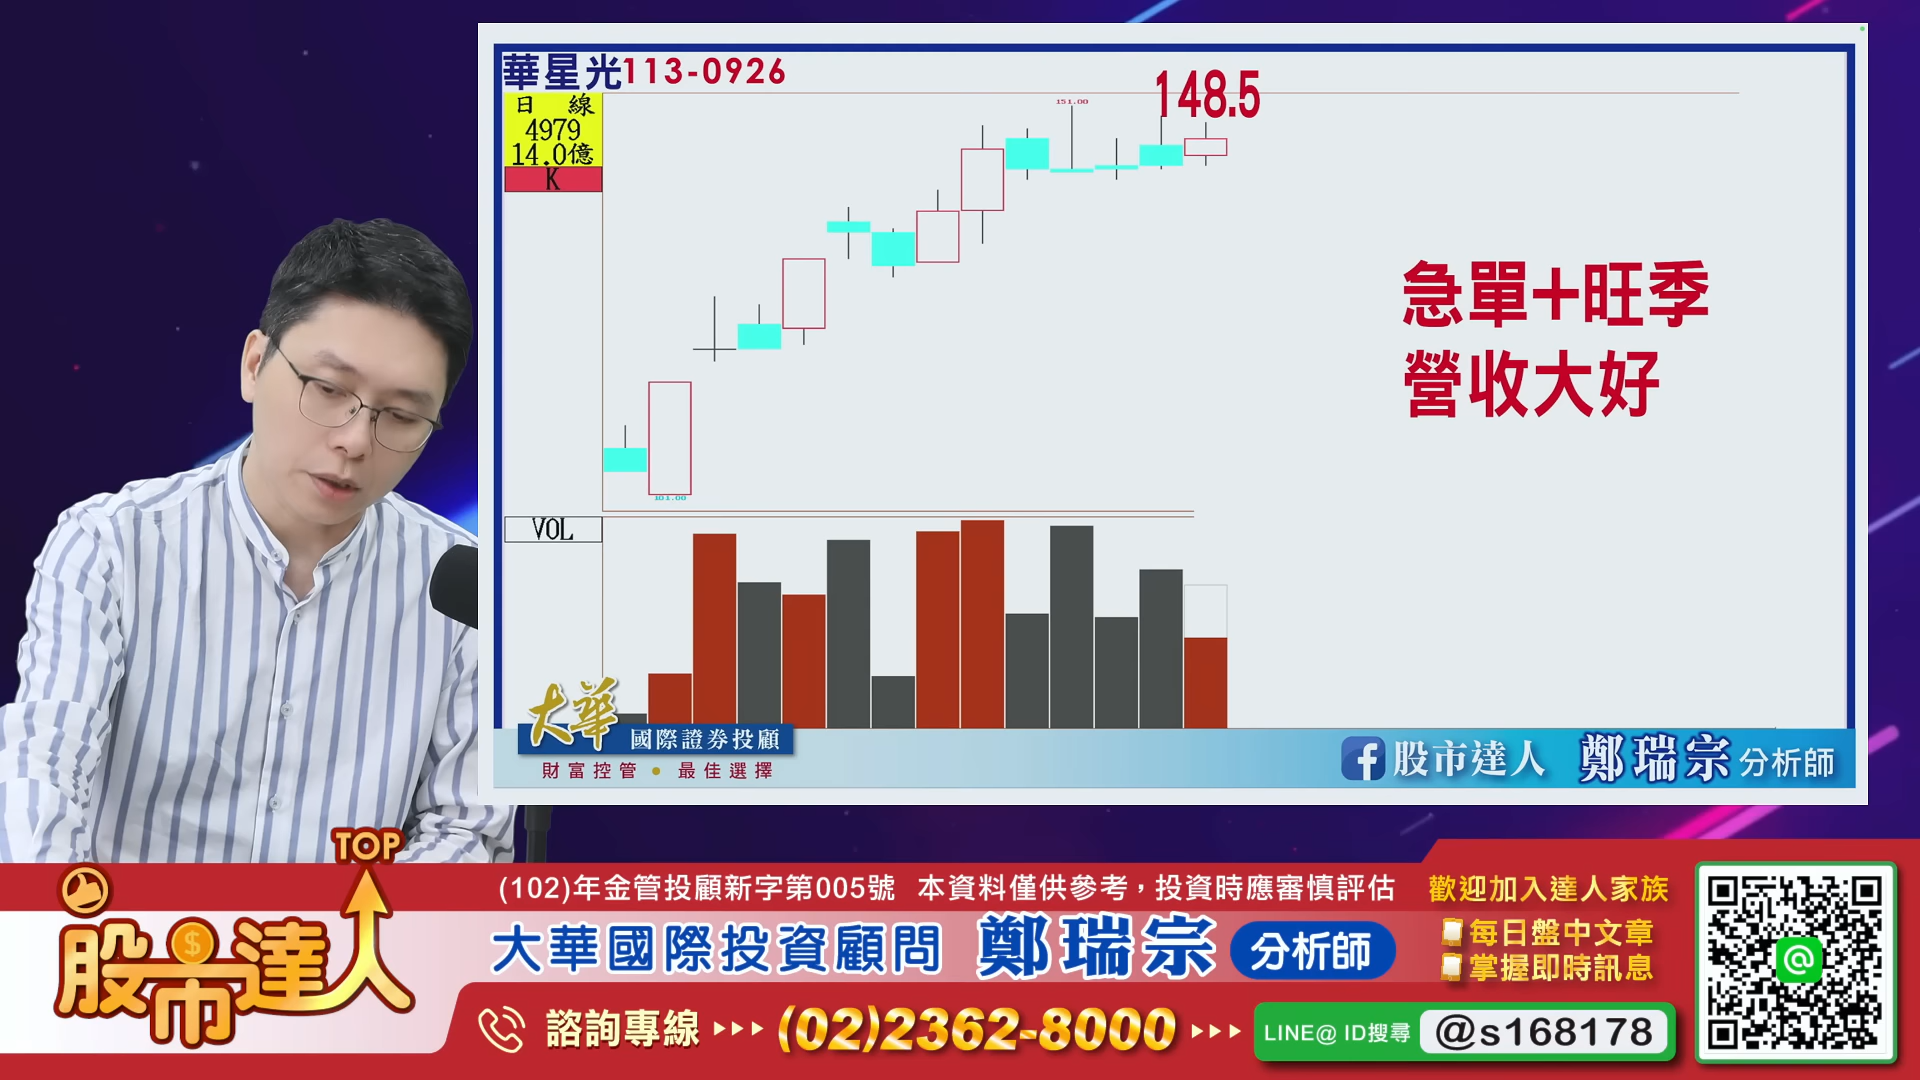 華星光113-0926
148.5
日 線
4979
14.0億
K
151.00
急單+旺季
營收大好
101.00
VOL
大華
國際證券投顧
財富控管•最佳選擇
f 股市達人 鄭瑞宗 分析師
TOP
股市達人
$
(102)年金管投顧新字第005號 本資料僅供參考，投資時應審慎評估
大華國際投資顧問 鄭瑞宗 分析師
諮詢專線 (02)2362-8000
歡迎加入達人家族
每日盤中文章
掌握即時訊息
LINE@ ID搜尋 @s168178
@